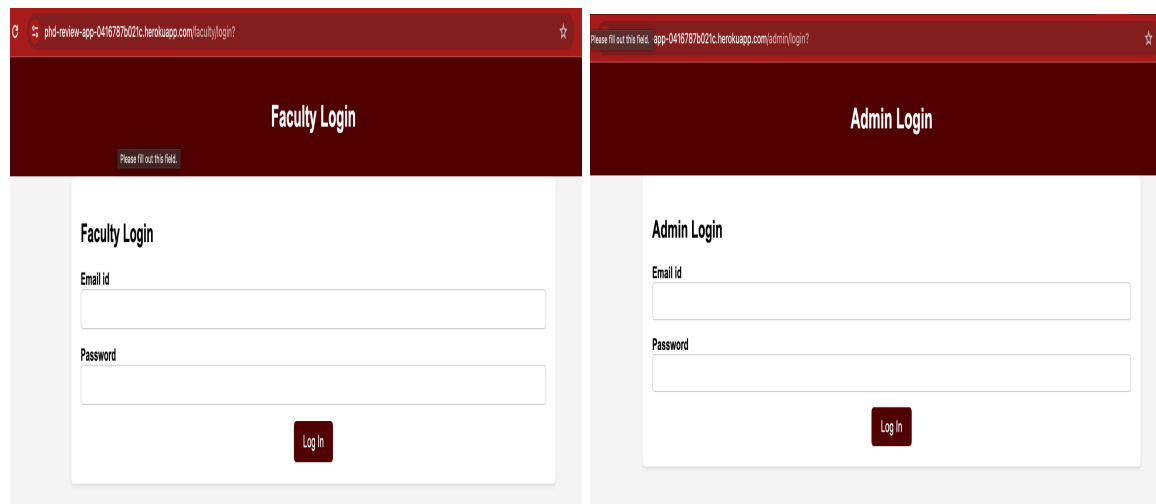 phd-review-app-0416787b021c.herokuapp.com/faculty/login?
Faculty Login
Please fill out this field.
Faculty Login
Email id
Password
Log In
Please fill out this field.
app-0416787b021c.herokuapp.com/admin/login?
Admin Login
Admin Login
Email id
Password
Log In